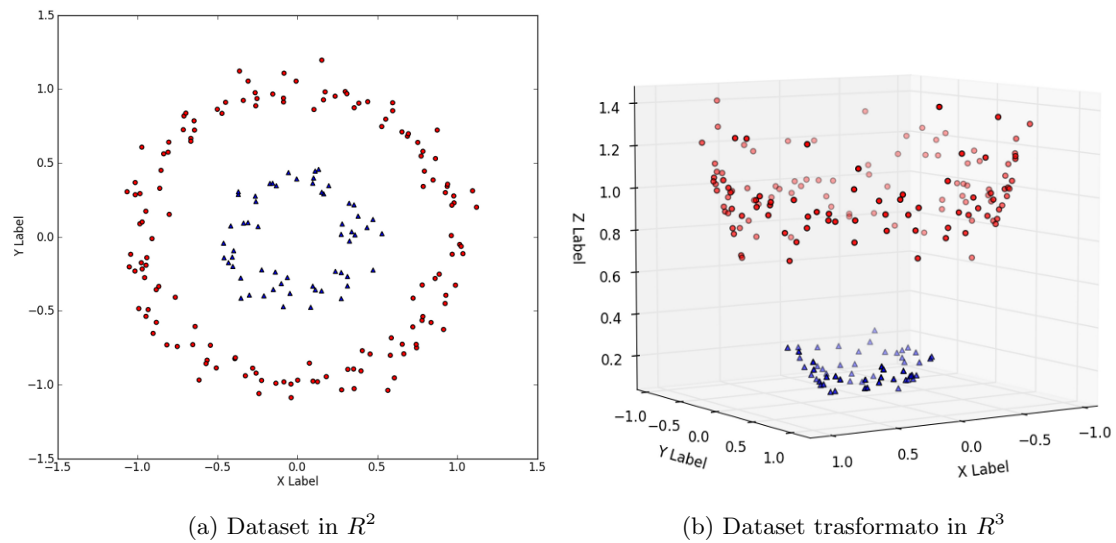 1.5
1.0
0.5
0.0
−0.5
−1.0
−1.5
Y Label
−1.5 −1.0 −0.5 0.0 0.5 1.0 1.5
X Label
(a) Dataset in R²
1.4
1.2
1.0
0.8
0.6
0.4
0.2
Z Label
−1.0 −0.5 0.0 0.5 1.0
Y Label
1.0 0.5 0.0 −0.5 −1.0
X Label
(b) Dataset trasformato in R³